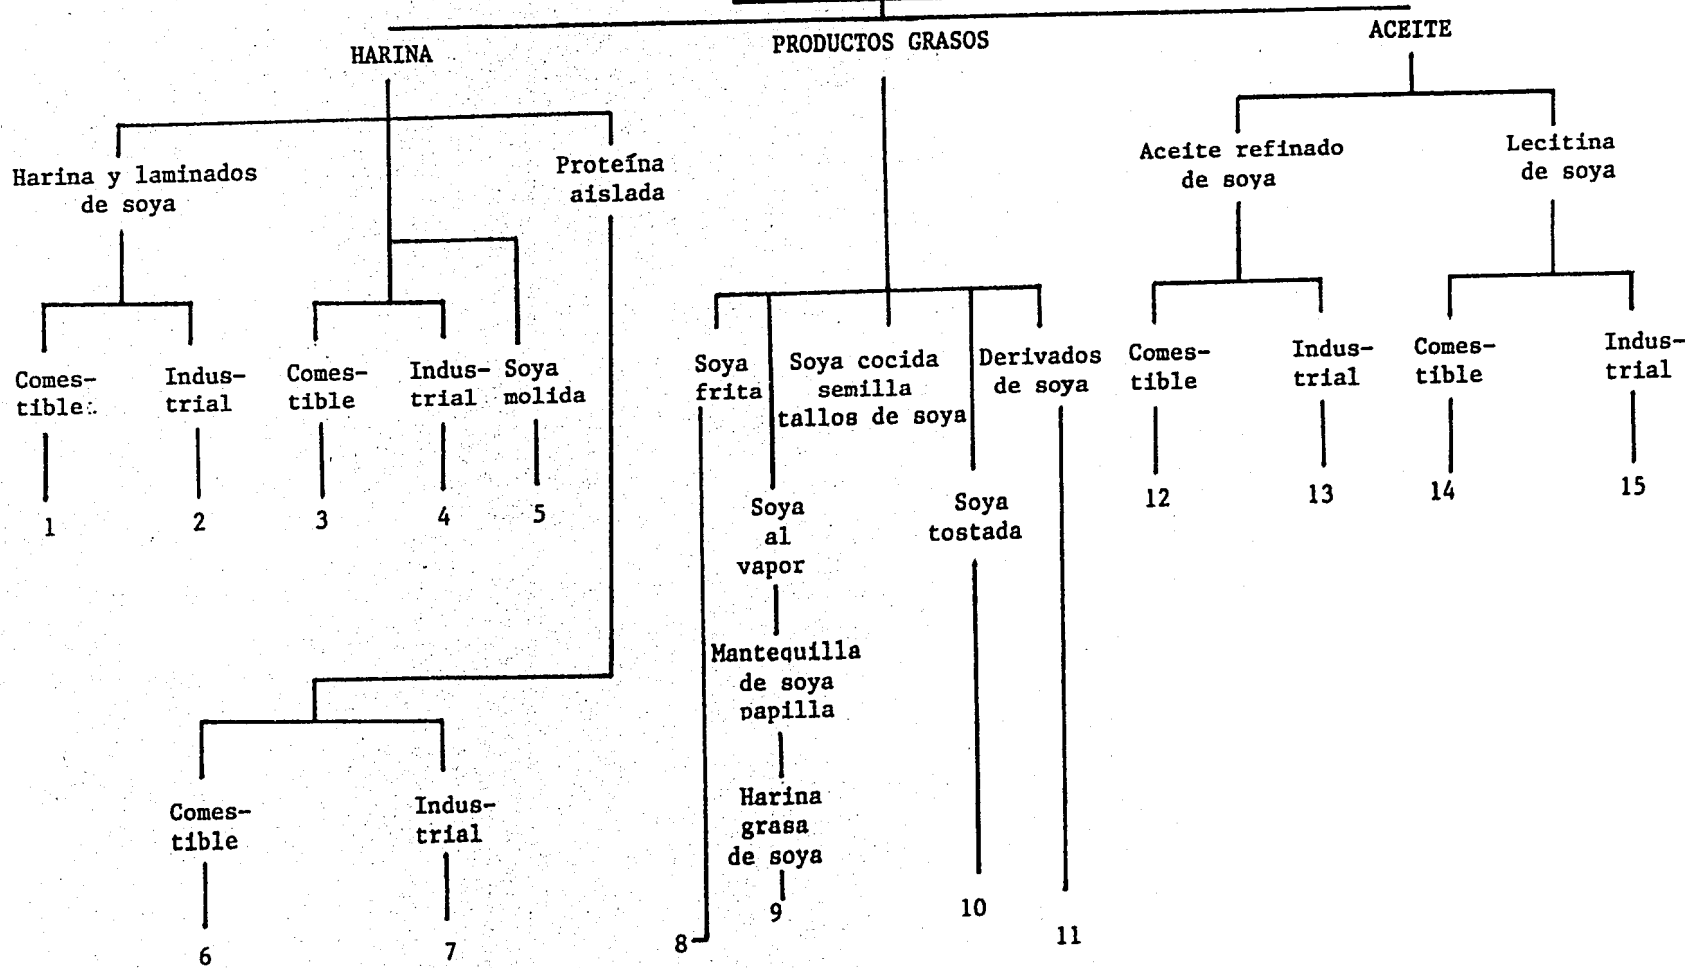 HARINA
PRODUCTOS GRASOS
ACEITE
Harina y laminados
de soya
Proteína
aislada
Aceite refinado
de soya
Lecitina
de soya
Comes-
tible
Indus-
trial
Comes-
tible
Indus-
trial
Soya
molida
Soya
frita
Soya cocida
semilla
tallos de soya
Derivados
de soya
Comes-
tible
Indus-
trial
Comes-
tible
Indus-
trial
1
2
3
4
5
Soya
al
vapor
Soya
tostada
12
13
14
15
Mantequilla
de soya
papilla
Comes-
tible
Indus-
trial
Harina
grasa
de soya
6
7
8
9
10
11